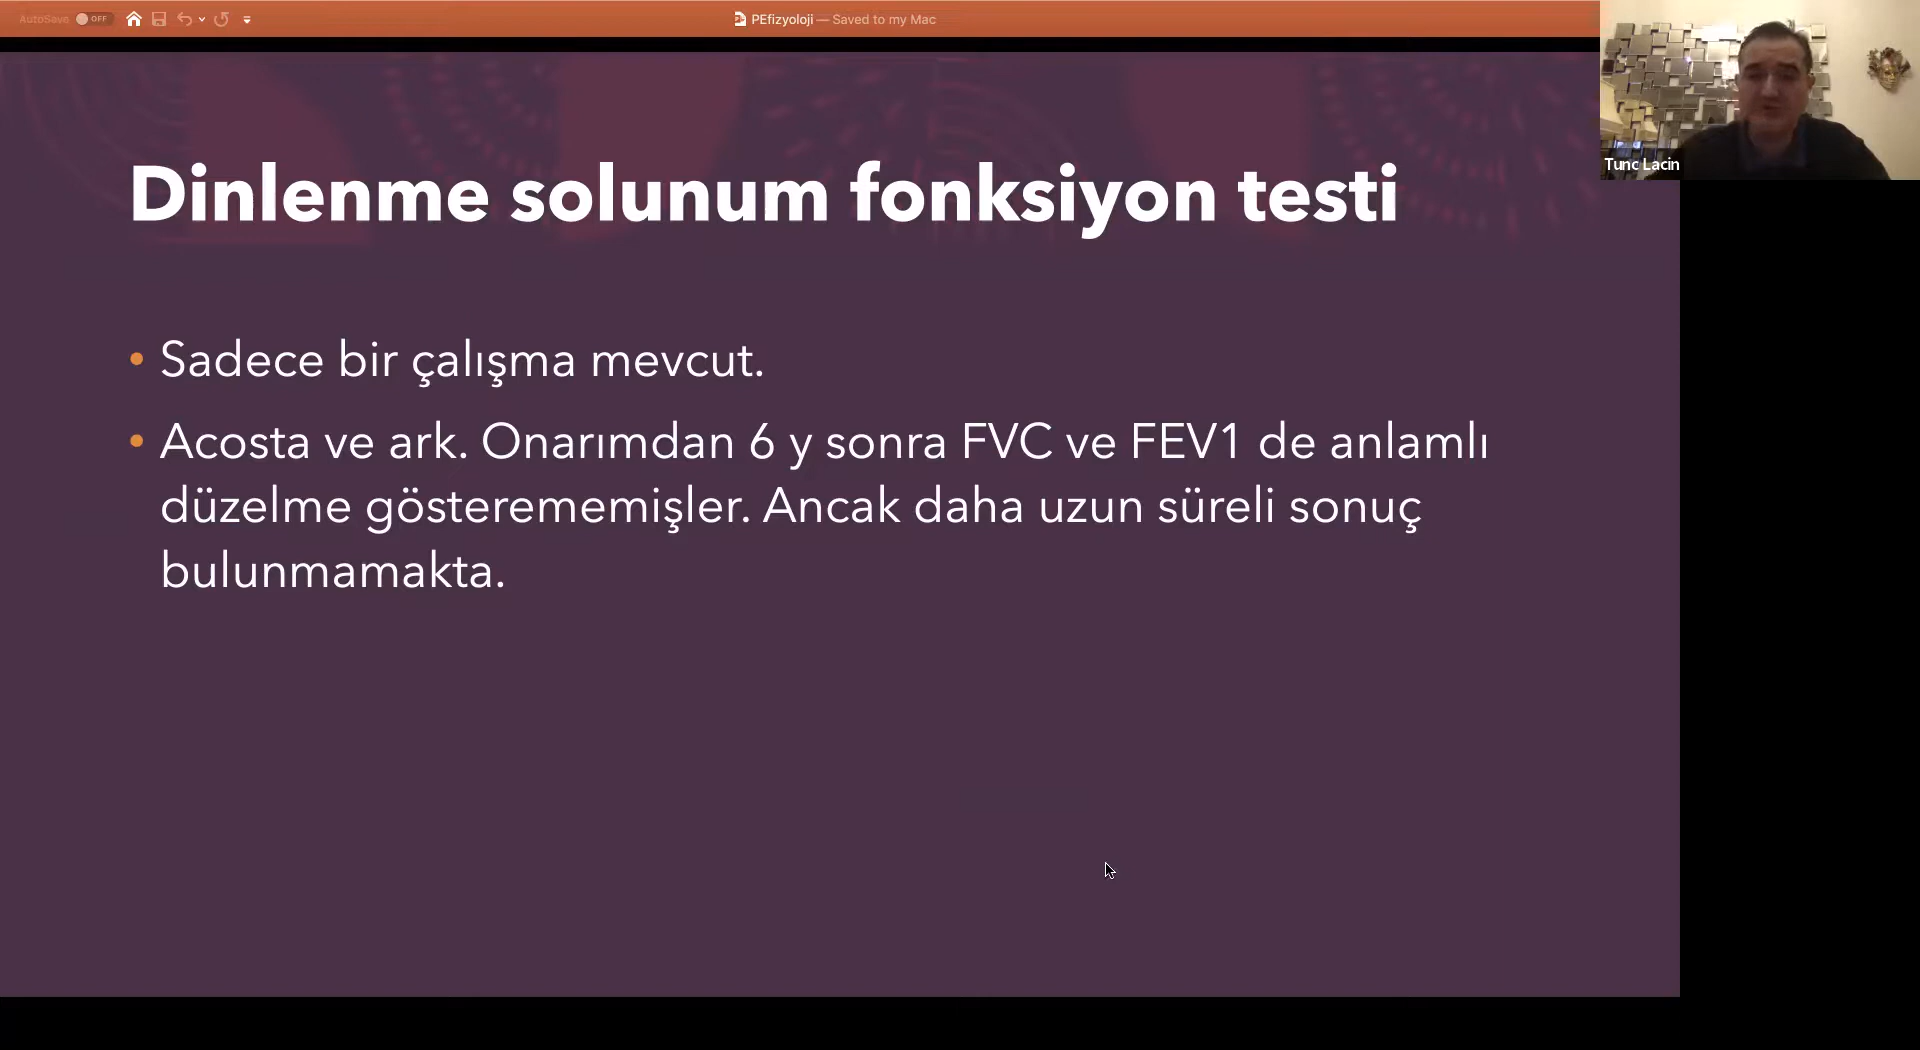 AutoSave OFF
PEfizyoloji — Saved to my Mac
Tunc Lacin
Dinlenme solunum fonksiyon testi
• Sadece bir çalışma mevcut.
• Acosta ve ark. Onarımdan 6 y sonra FVC ve FEV1 de anlamlı
düzelme gösterememişler. Ancak daha uzun süreli sonuç
bulunmamakta.